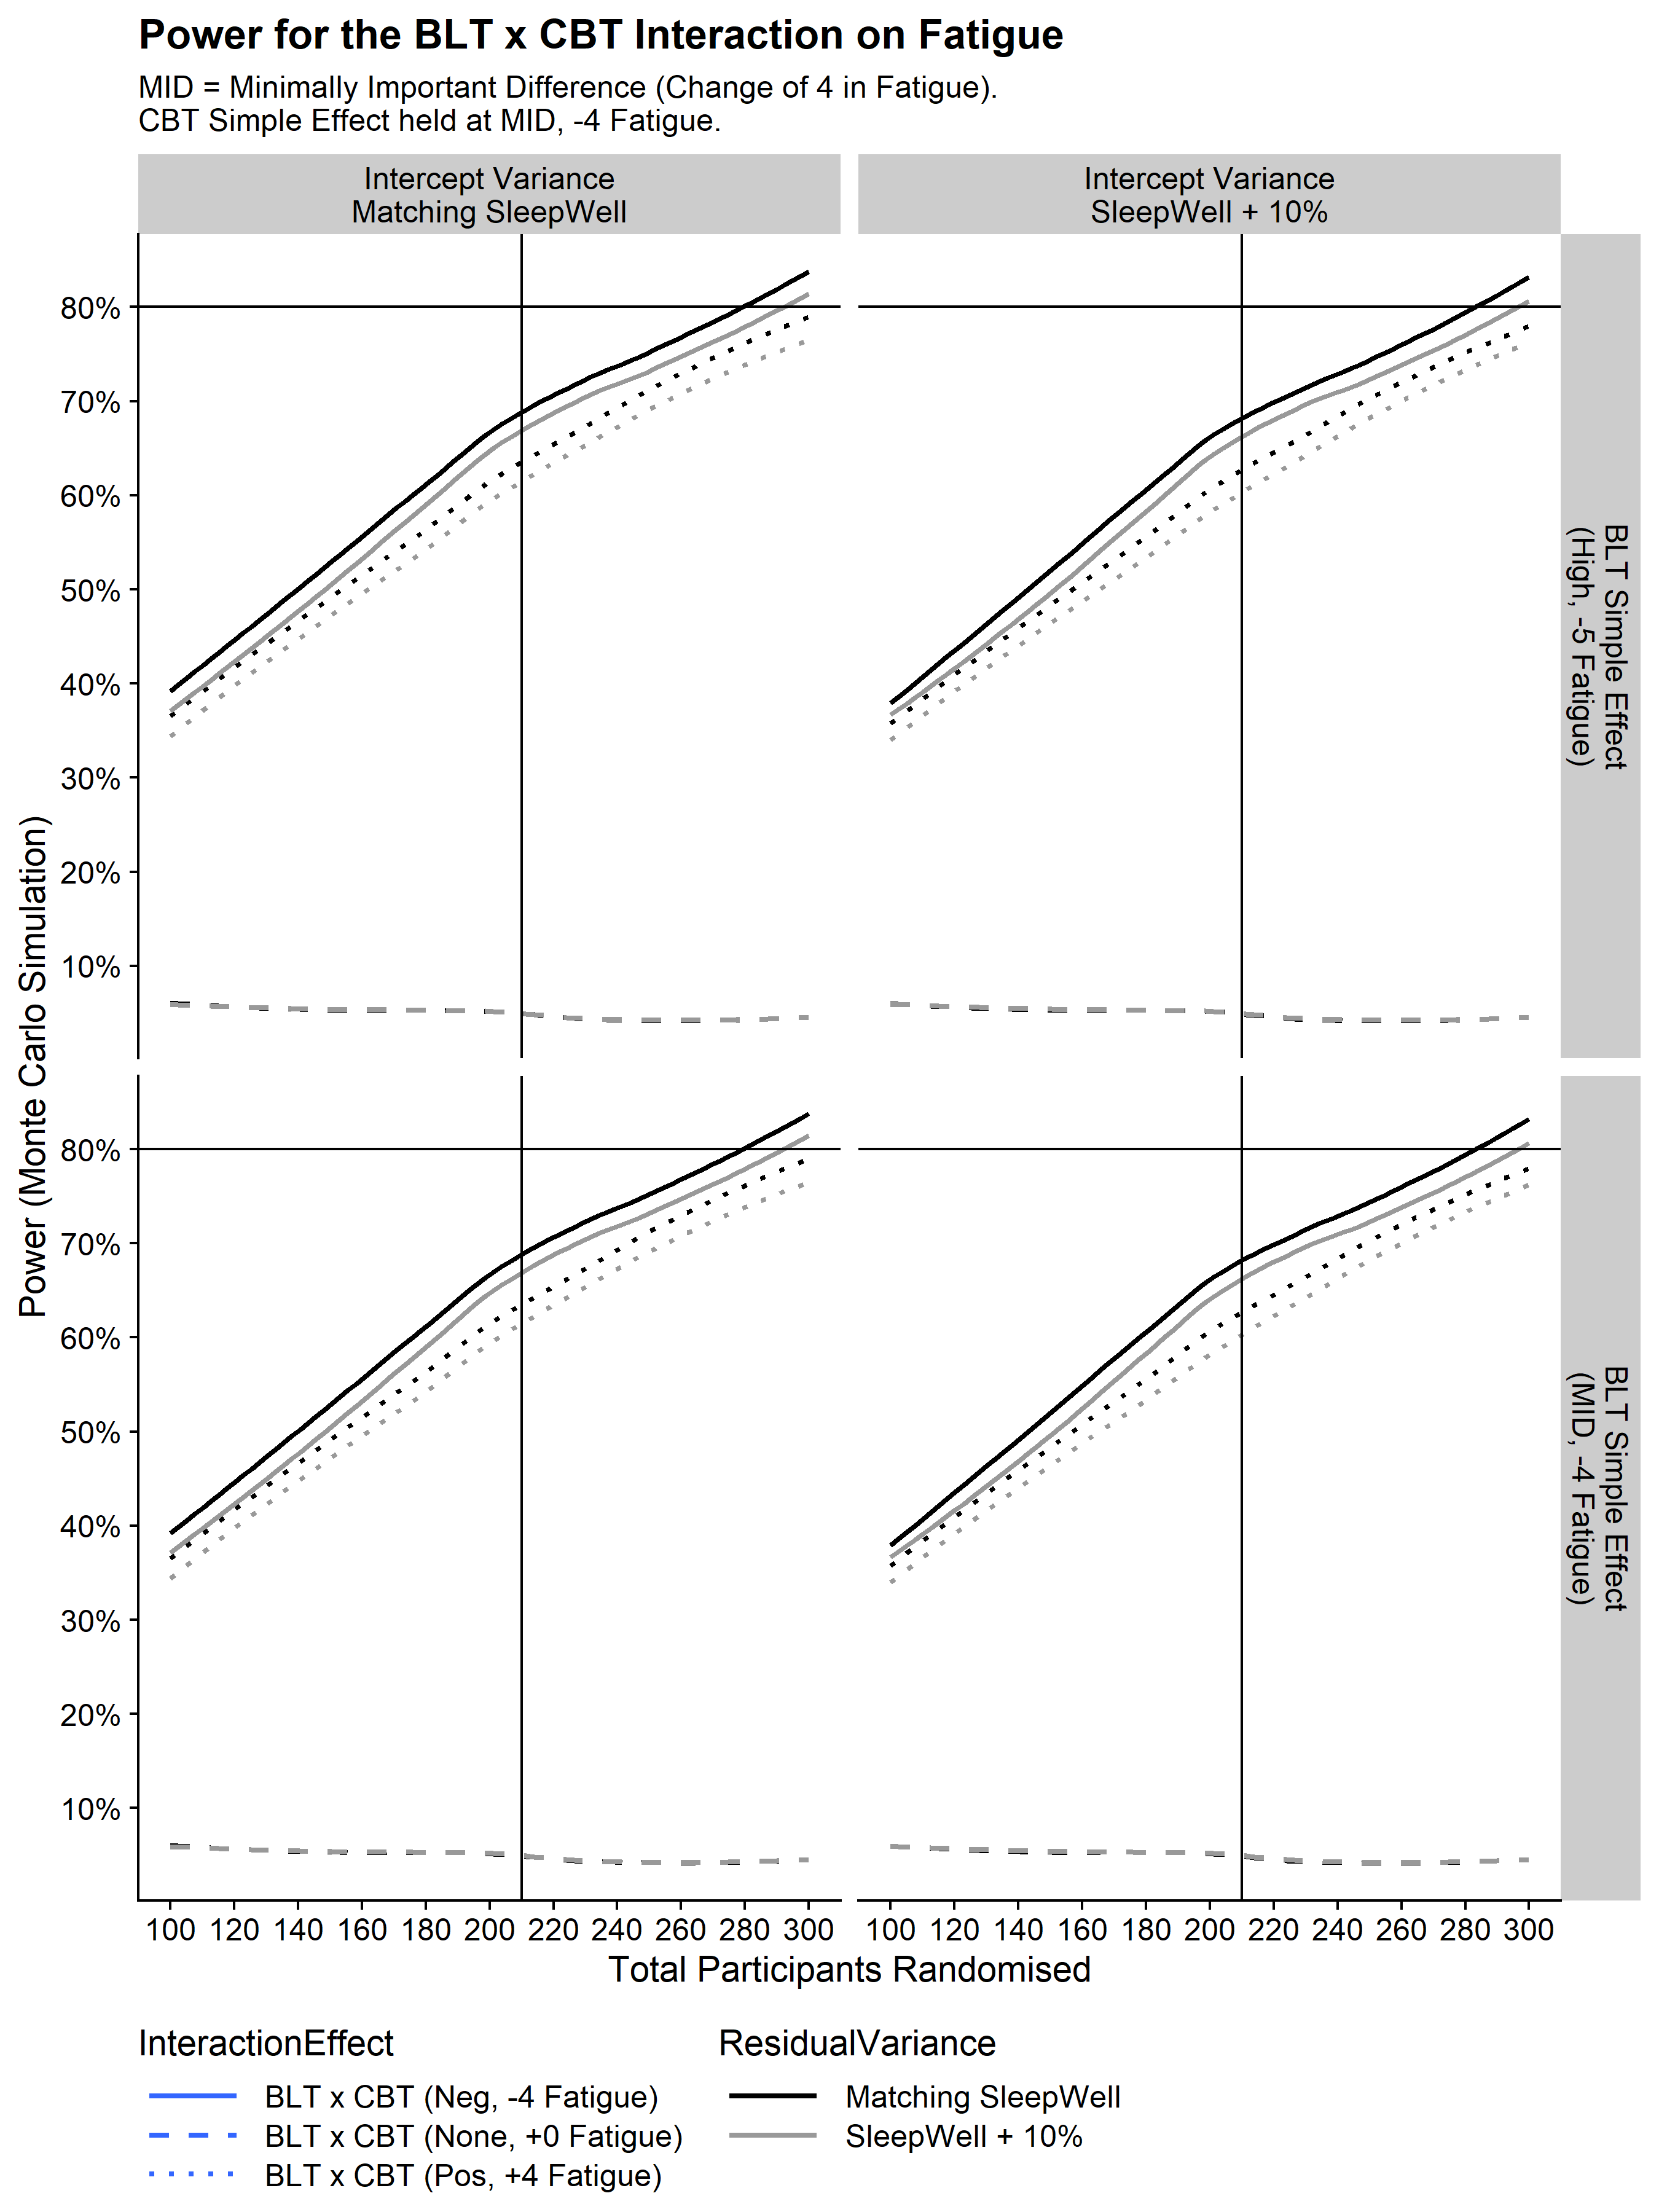 Power for the BLT x CBT Interaction on Fatigue
MID = Minimally Important Difference (Change of 4 in Fatigue).
CBT Simple Effect held at MID, -4 Fatigue.
Intercept Variance
Matching SleepWell
Intercept Variance
SleepWell + 10%
80%
70%
60%
50%
40%
30%
20%
10%
BLT Simple Effect
(High, -5 Fatigue)
Power (Monte Carlo Simulation)
80%
70%
60%
50%
40%
30%
20%
10%
BLT Simple Effect
(MID, -4 Fatigue)
100 120 140 160 180 200 220 240 260 280 300
100 120 140 160 180 200 220 240 260 280 300
Total Participants Randomised
InteractionEffect
BLT x CBT (Neg, -4 Fatigue)
BLT x CBT (None, +0 Fatigue)
BLT x CBT (Pos, +4 Fatigue)
ResidualVariance
Matching SleepWell
SleepWell + 10%